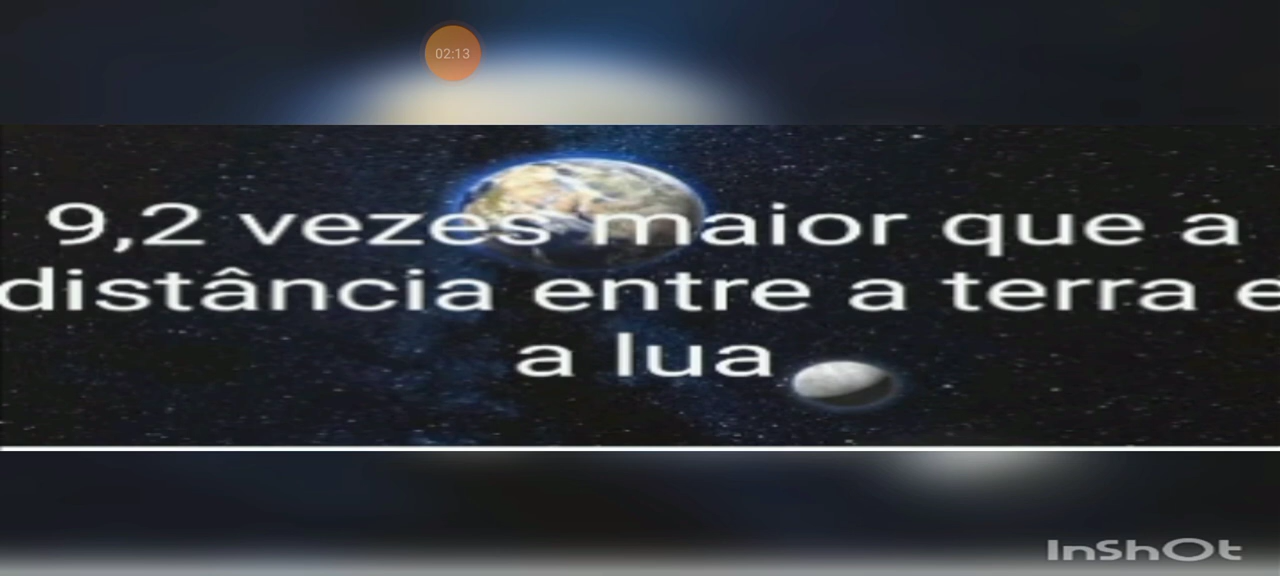 02:13
9,2 vezes maior que a
distância entre a terra e
a lua
InShOt